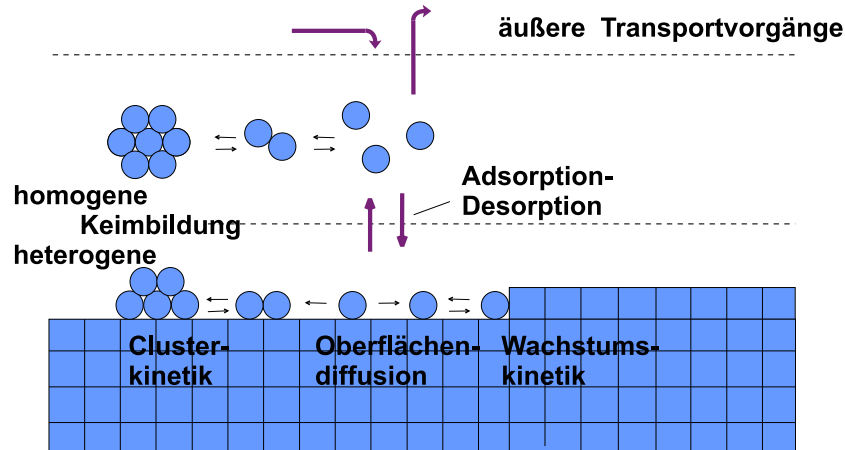 äußere Transportvorgänge
Adsorption-
Desorption
homogene
Keimbildung
heterogene
Cluster-
kinetik
Oberflächen-
diffusion
Wachstums-
kinetik